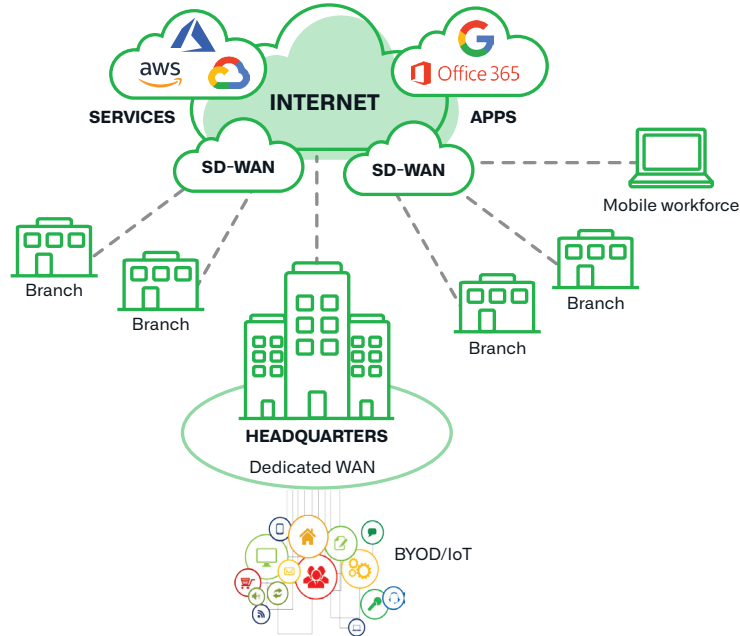 aws
Office 365
INTERNET
SERVICES
APPS
SD-WAN
SD-WAN
Mobile workforce
Branch
Branch
Branch
Branch
HEADQUARTERS
Dedicated WAN
BYOD/IoT